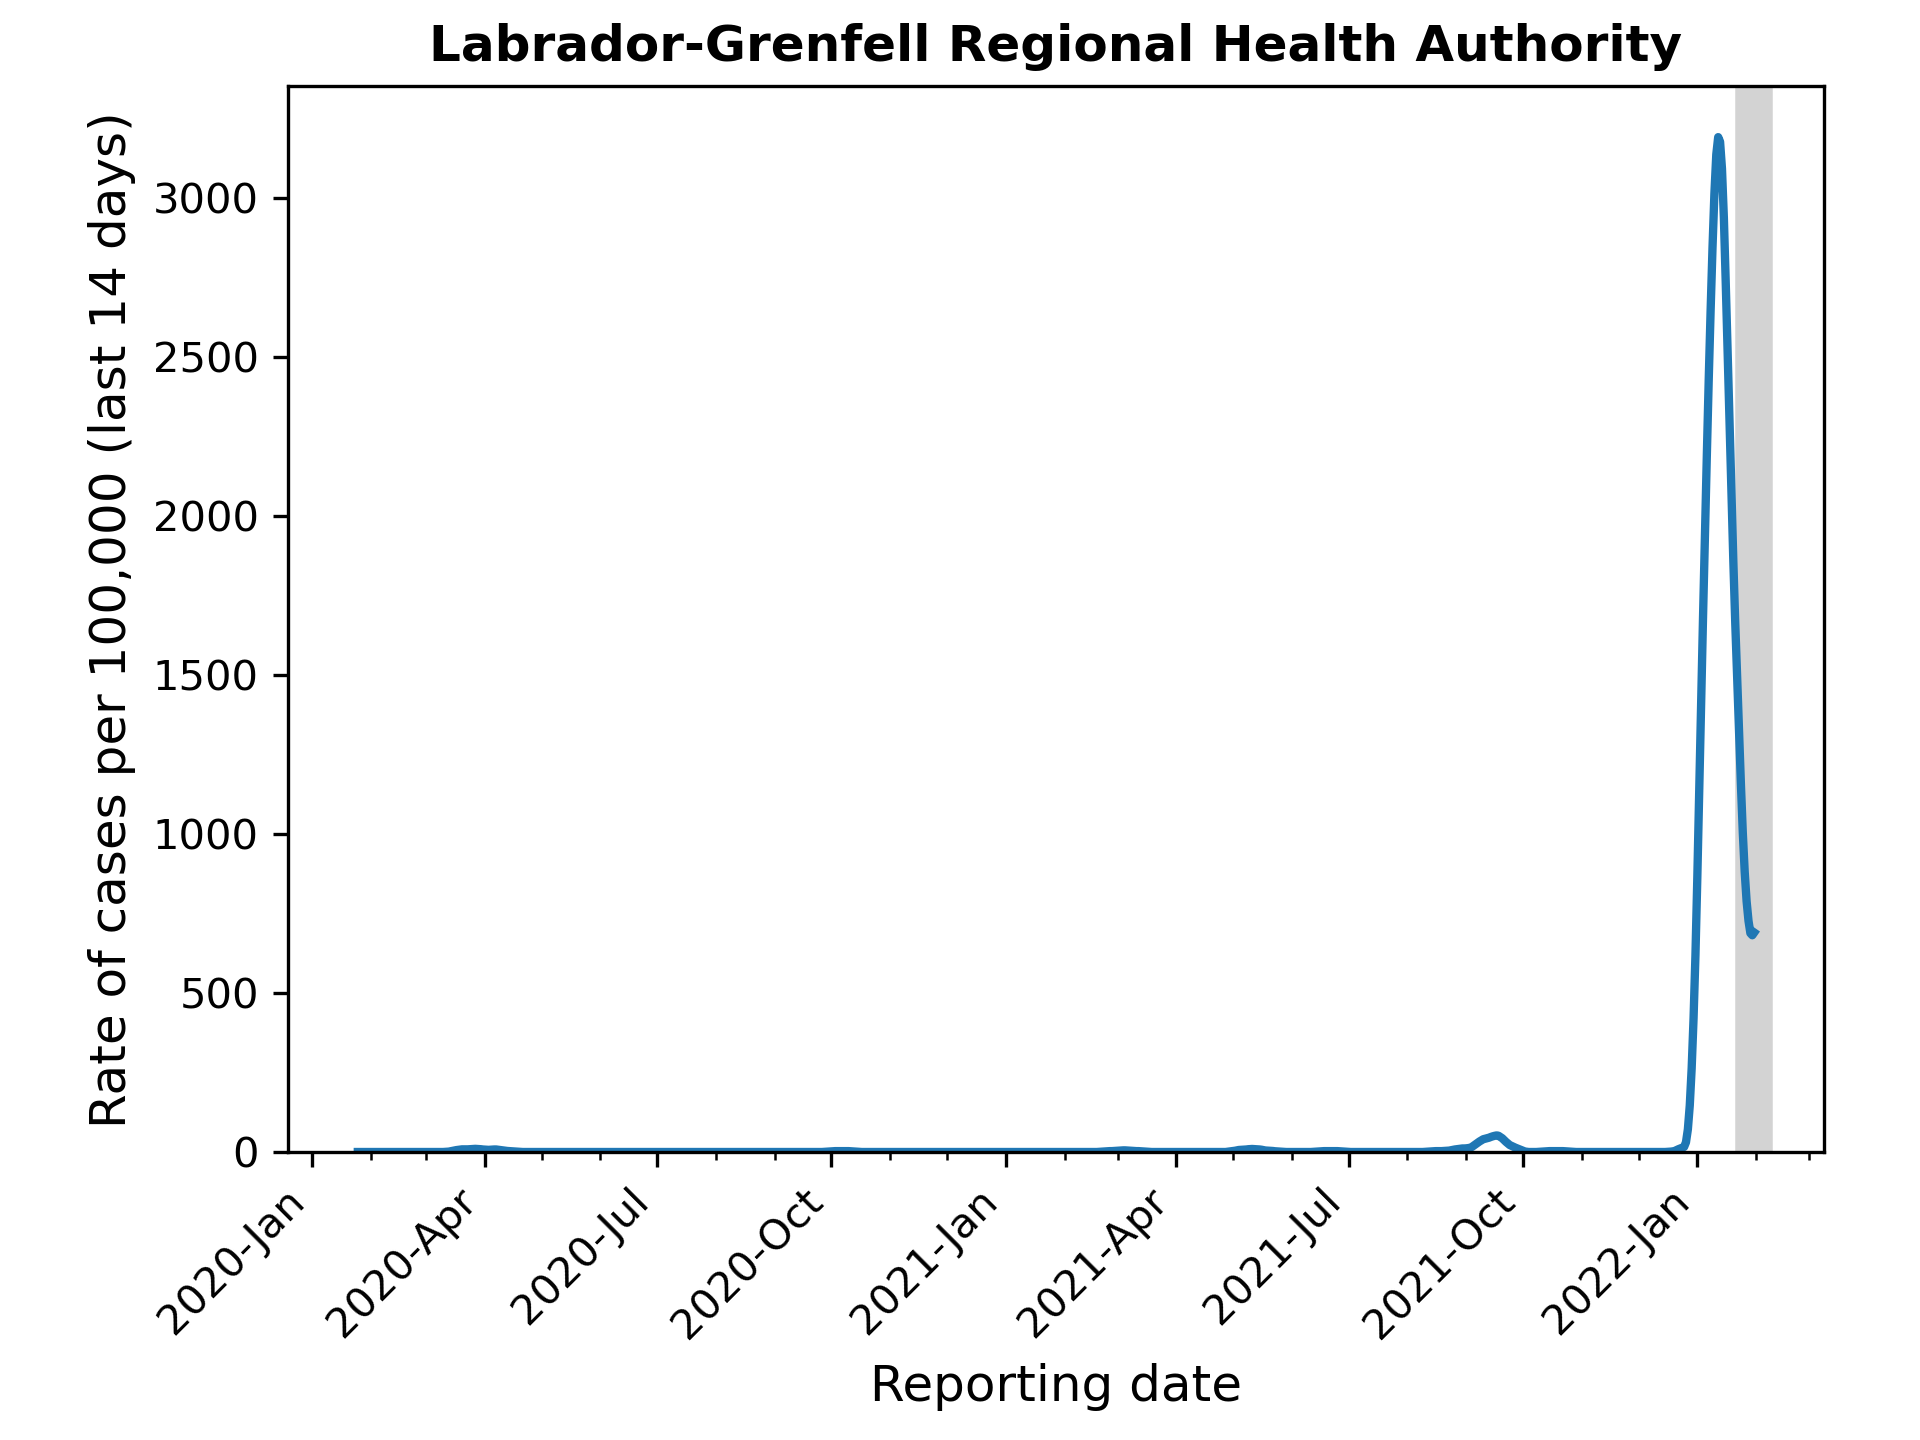 Labrador-Grenfell Regional Health Authority
Rate of cases per 100,000 (last 14 days)
3000
2500
2000
1500
1000
500
0
2020-Jan
2020-Apr
2020-Jul
2020-Oct
2021-Jan
2021-Apr
2021-Jul
2021-Oct
2022-Jan
Reporting date